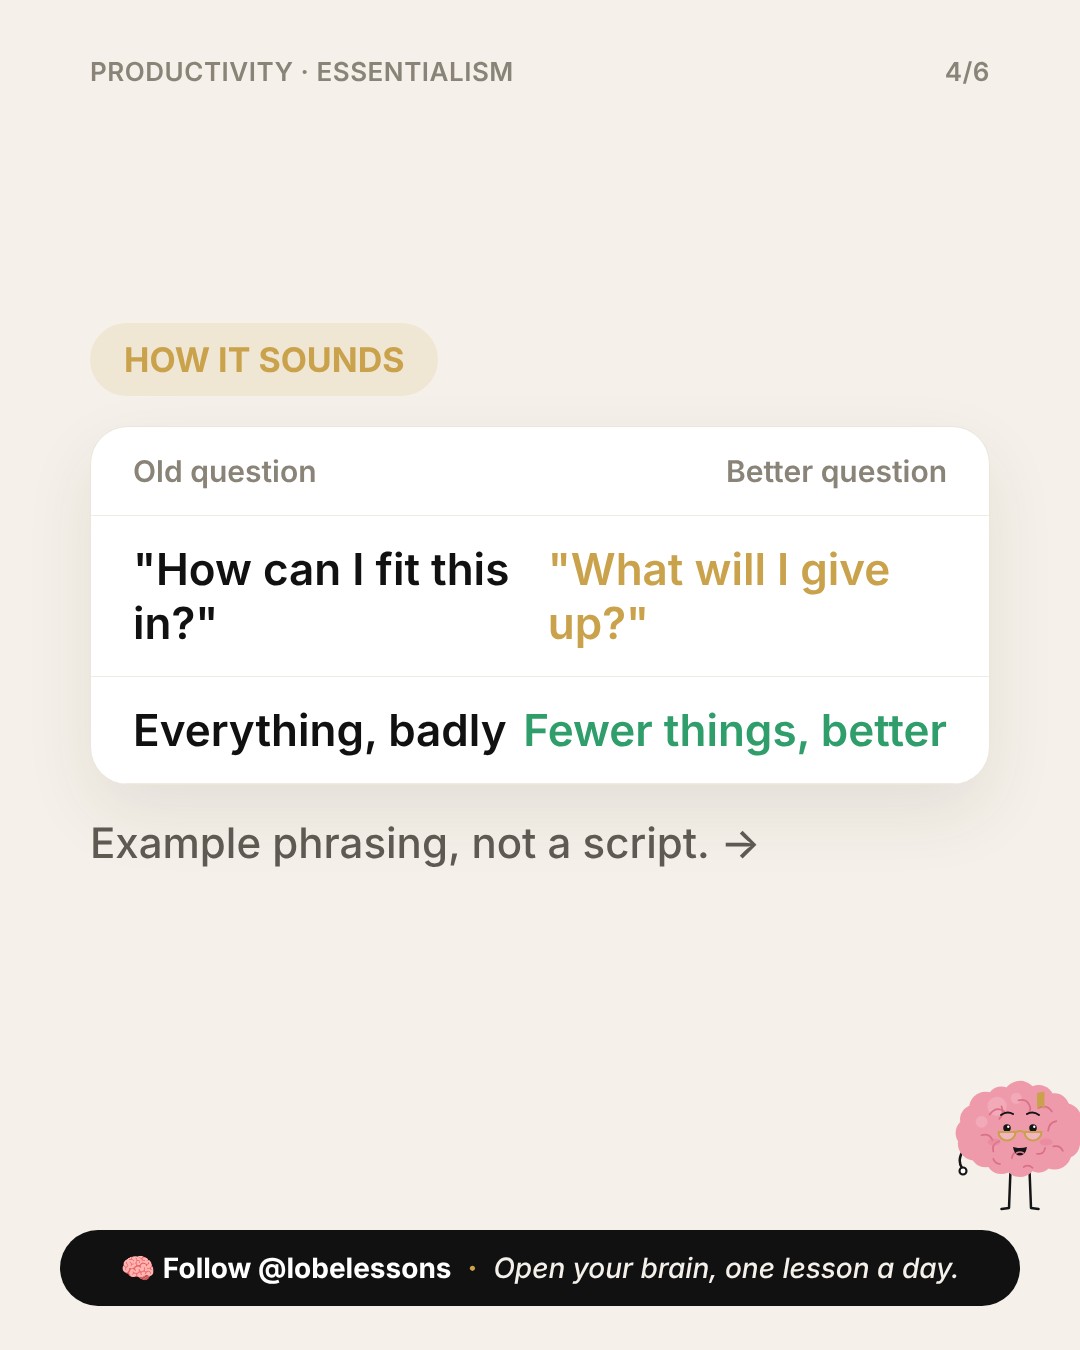 PRODUCTIVITY · ESSENTIALISM
4/6
HOW IT SOUNDS
Old question
Better question
"How can I fit this
in?"
"What will I give
up?"
Everything, badly
Fewer things, better
Example phrasing, not a script. →
🧠 Follow @lobelessons · Open your brain, one lesson a day.